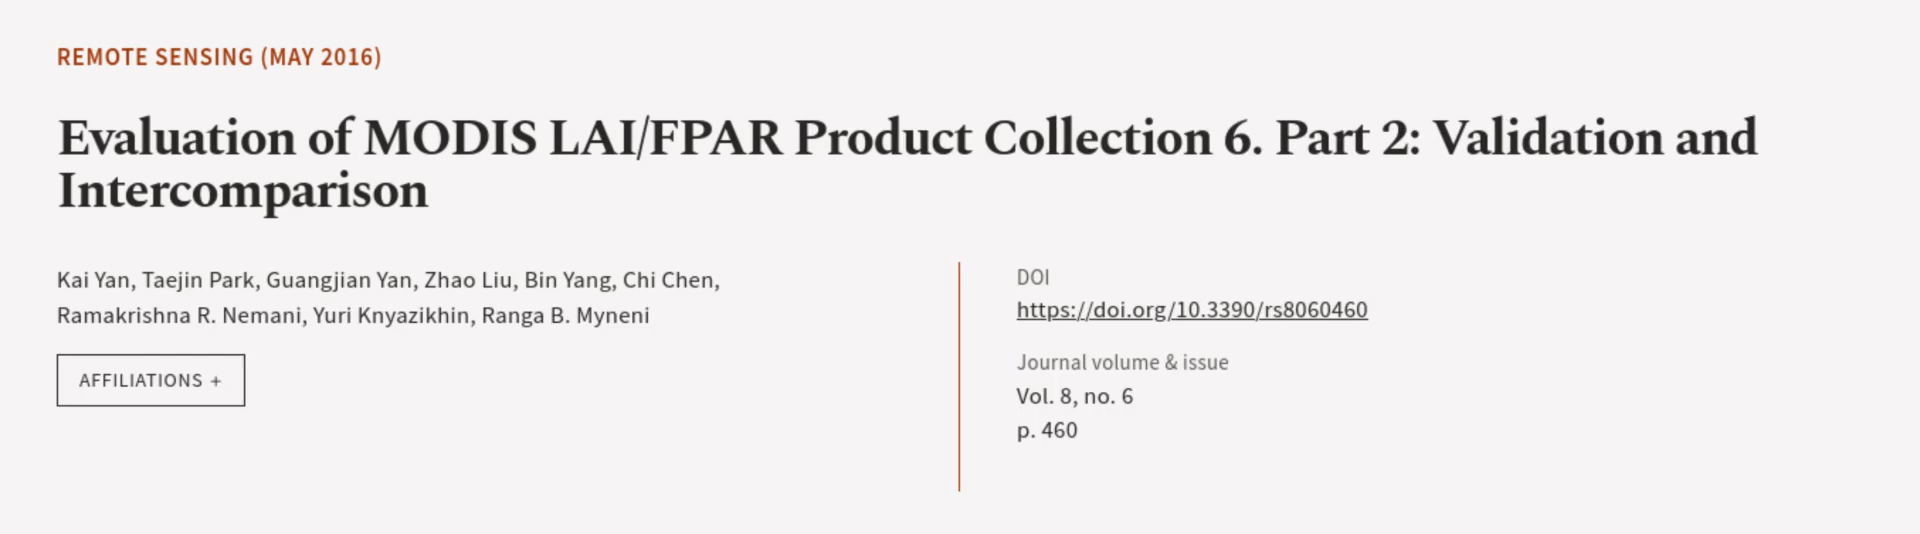 REMOTE SENSING (MAY 2016)
Evaluation of MODIS LAI/FPAR Product Collection 6. Part 2: Validation and
Intercomparison
Kai Yan, Taejin Park, Guangjian Yan, Zhao Liu, Bin Yang, Chi Chen,
Ramakrishna R. Nemani, Yuri Knyazikhin, Ranga B. Myneni
AFFILIATIONS +
DOI
https://doi.org/10.3390/rs8060460
Journal volume & issue
Vol. 8, no. 6
p. 460